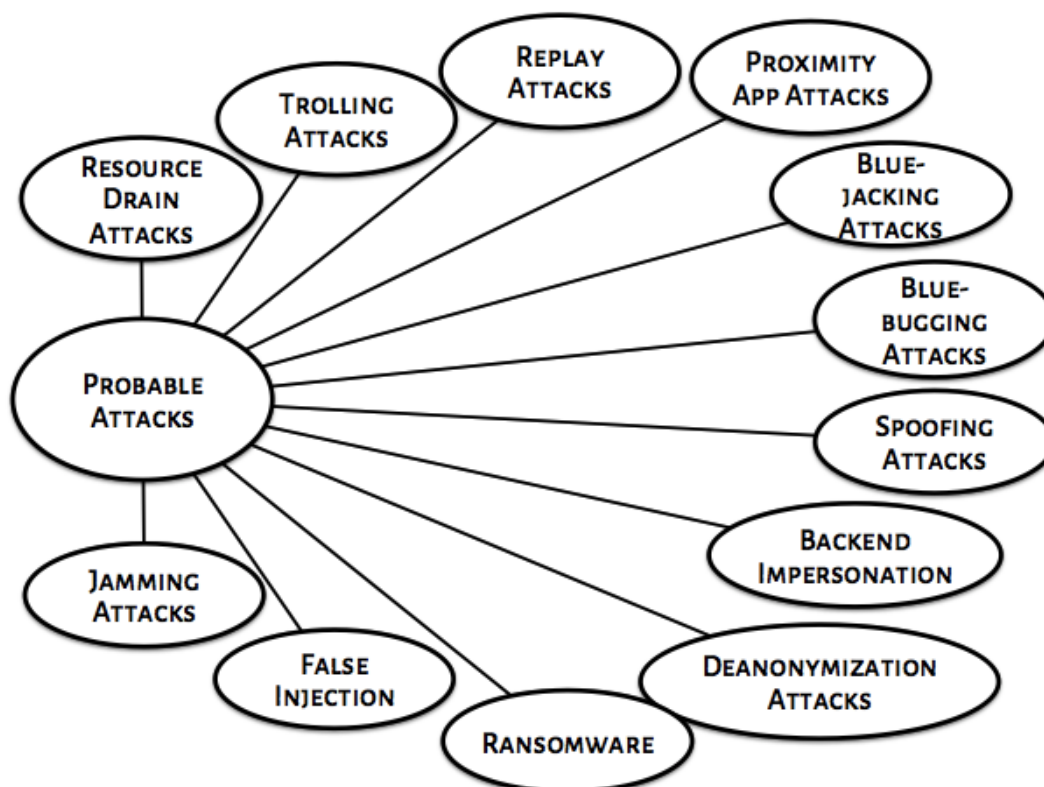 REPLAY
ATTACKS
PROXIMITY
APP ATTACKS
TROLLING
ATTACKS
RESOURCE
DRAIN
ATTACKS
BLUE-
JACKING
ATTACKS
BLUE-
BUGGING
ATTACKS
PROBABLE
ATTACKS
SPOOFING
ATTACKS
BACKEND
IMPERSONATION
JAMMING
ATTACKS
FALSE
INJECTION
DEANONYMIZATION
ATTACKS
RANSOMWARE